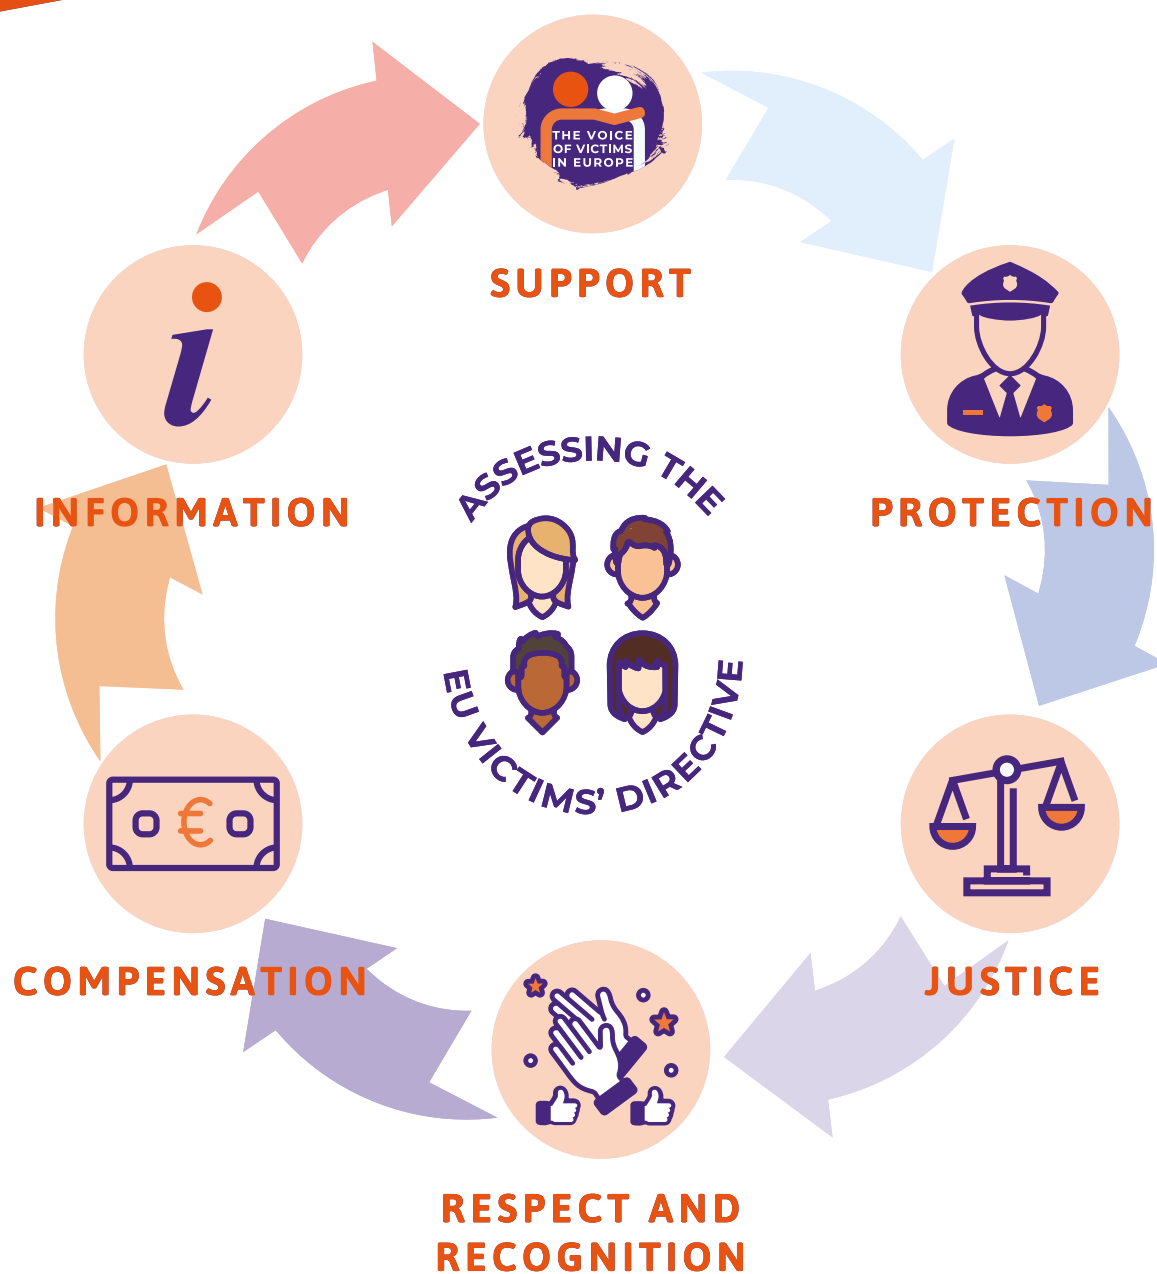 THE VOICE
OF VICTIMS
IN EUROPE
SUPPORT
i
INFORMATION
PROTECTION
ASSESSING THE
EU VICTIMS’ DIRECTIVE
€
COMPENSATION
JUSTICE
RESPECT AND
RECOGNITION